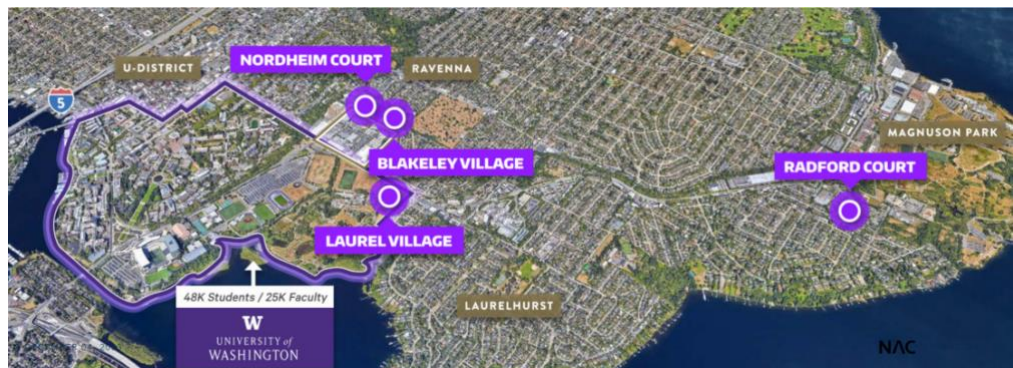 U-DISTRICT
NORDHEIM COURT
RAVENNA
5
BLAKELEY VILLAGE
MAGNUSON PARK
RADFORD COURT
LAUREL VILLAGE
48K Students / 25K Faculty
W
UNIVERSITY of
WASHINGTON
LAURELHURST
NAC